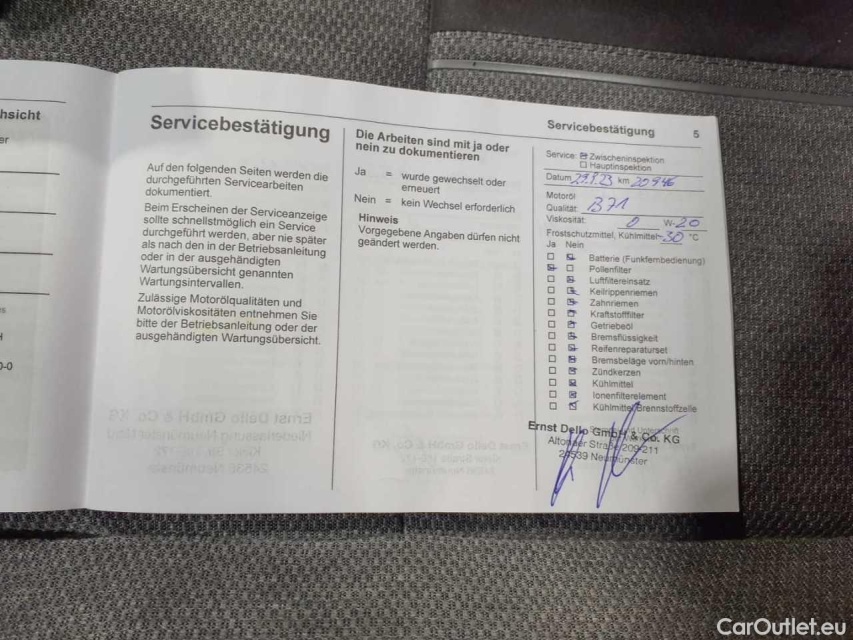 hsicht
er
Servicebestätigung
Auf den folgenden Seiten werden die
durchgeführten Servicearbeiten
dokumentiert.
Beim Erscheinen der Serviceanzeige
sollte schnellstmöglich ein Service
durchgeführt werden, aber nie später
als nach den in der Betriebsanleitung
oder in der ausgehändigten
Wartungsübersicht genannten
Wartungsintervallen.
Zulässige Motorölqualitäten und
Motorölviskositäten entnehmen Sie
bitte der Betriebsanleitung oder der
ausgehändigten Wartungsübersicht.
Die Arbeiten sind mit ja oder
nein zu dokumentieren
Ja = wurde gewechselt oder
erneuert
Nein = kein Wechsel erforderlich
Hinweis
Vorgegebene Angaben dürfen nicht
geändert werden.
Servicebestätigung 5
Service: Zwischeninspektion
Hauptinspektion
Datum km 20946
Motoröl
Qualität: B71
Viskosität: 0 W-20
Frostschutzmittel, Kühlmittel -30 °C
Ja Nein
Batterie (Funkfernbedienung)
Pollenfilter
Luftfiltereinsatz
Keilrippenriemen
Zahnriemen
Kraftstofffilter
Getriebeöl
Bremsflüssigkeit
Reifenreparaturset
Bremsbeläge vorn/hinten
Zündkerzen
Kühlmittel
Ionenfilterelement
Kühlmittel Brennstoffzelle
Ernst Dello GmbH & Co. KG
Altonaer Straße 209-211
24539 Neumünster
CarOutlet.eu